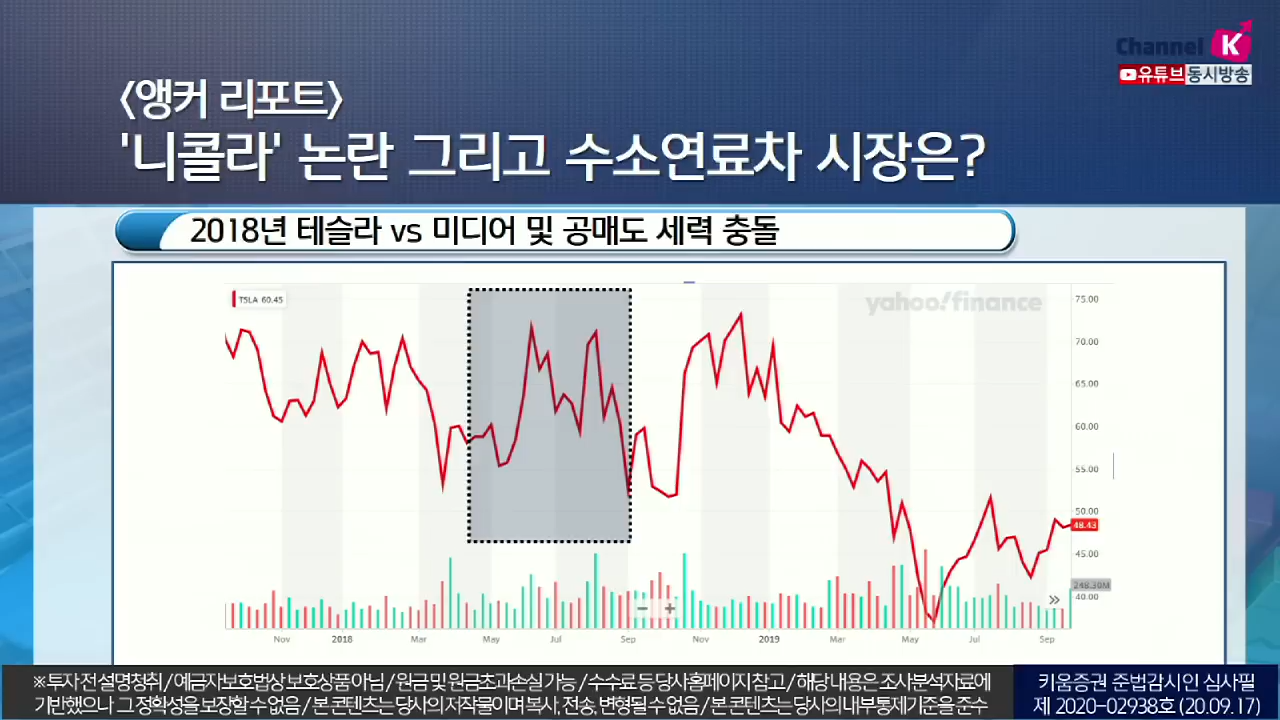 Channel K
유튜브 동시방송
<앵커 리포트>
'니콜라' 논란 그리고 수소연료차 시장은?
2018년 테슬라 vs 미디어 및 공매도 세력 충돌
TSLA 60.45
yahoo!finance
75.00
70.00
65.00
60.00
55.00
50.00
48.43
45.00
248.30M
40.00
− +
»
Nov 2018 Mar May Jul Sep Nov 2019 Mar May Jul Sep
※ 투자 전 설명청취 / 예금자보호법상 보호상품 아님 / 원금 및 원금초과손실 가능 / 수수료 등 당사 홈페이지 참고 / 해당 내용은 조사분석자료에
기반했으나 그 정확성을 보장할 수 없음 / 본 콘텐츠는 당사의 저작물이며 복사, 전송, 변형될 수 없음 / 본 콘텐츠는 당사의 내부통제기준을 준수
키움증권 준법감시인 심사필
제 2020-02938호 (20.09.17)